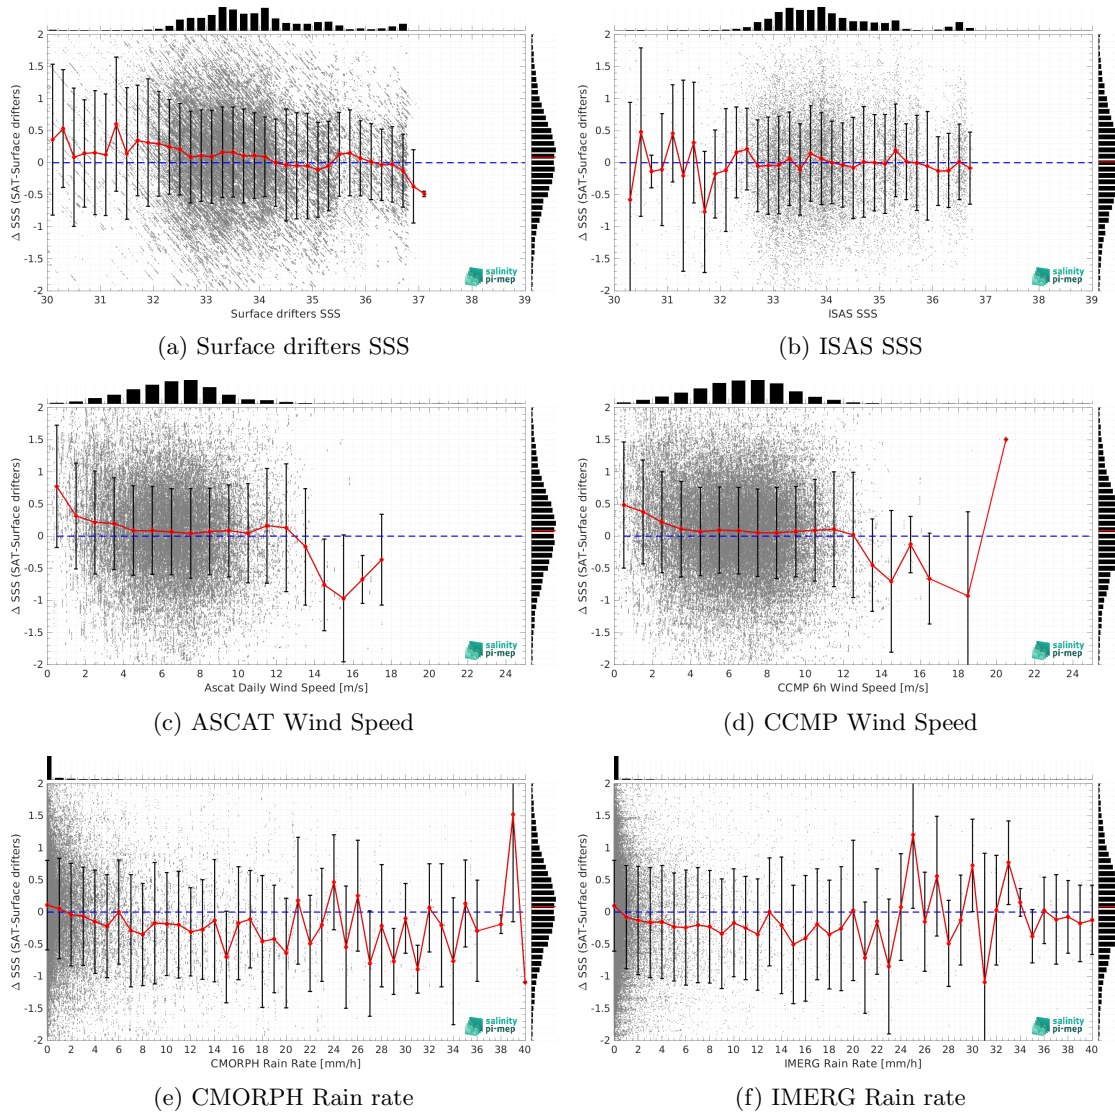 2
1.5
1
0.5
0
-0.5
-1
-1.5
-2
Δ SSS (SAT-Surface drifters)
30 31 32 33 34 35 36 37 38 39
Surface drifters SSS
salinity
pi-mep
(a) Surface drifters SSS
2
1.5
1
0.5
0
-0.5
-1
-1.5
-2
Δ SSS (SAT-Surface drifters)
30 31 32 33 34 35 36 37 38 39
ISAS SSS
salinity
pi-mep
(b) ISAS SSS
2
1.5
1
0.5
0
-0.5
-1
-1.5
-2
Δ SSS (SAT-Surface drifters)
0 2 4 6 8 10 12 14 16 18 20 22 24
Ascat Daily Wind Speed [m/s]
salinity
pi-mep
(c) ASCAT Wind Speed
2
1.5
1
0.5
0
-0.5
-1
-1.5
-2
Δ SSS (SAT-Surface drifters)
0 2 4 6 8 10 12 14 16 18 20 22 24
CCMP 6h Wind Speed [m/s]
salinity
pi-mep
(d) CCMP Wind Speed
2
1.5
1
0.5
0
-0.5
-1
-1.5
-2
Δ SSS (SAT-Surface drifters)
0 2 4 6 8 10 12 14 16 18 20 22 24 26 28 30 32 34 36 38 40
CMORPH Rain Rate [mm/h]
salinity
pi-mep
(e) CMORPH Rain rate
2
1.5
1
0.5
0
-0.5
-1
-1.5
-2
Δ SSS (SAT-Surface drifters)
0 2 4 6 8 10 12 14 16 18 20 22 24 26 28 30 32 34 36 38 40
IMERG Rain Rate [mm/h]
salinity
pi-mep
(f) IMERG Rain rate